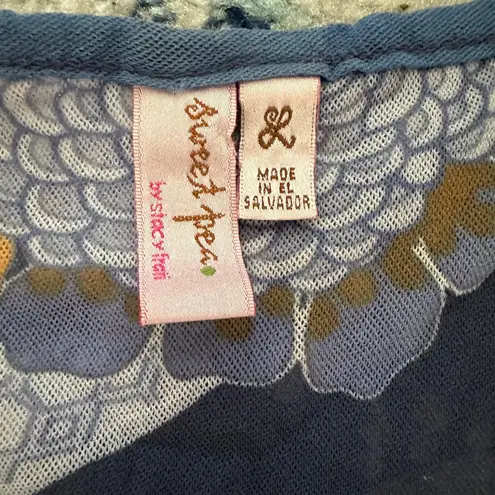 sweet pea
by stacy frati
L
MADE
IN EL
SALVADOR